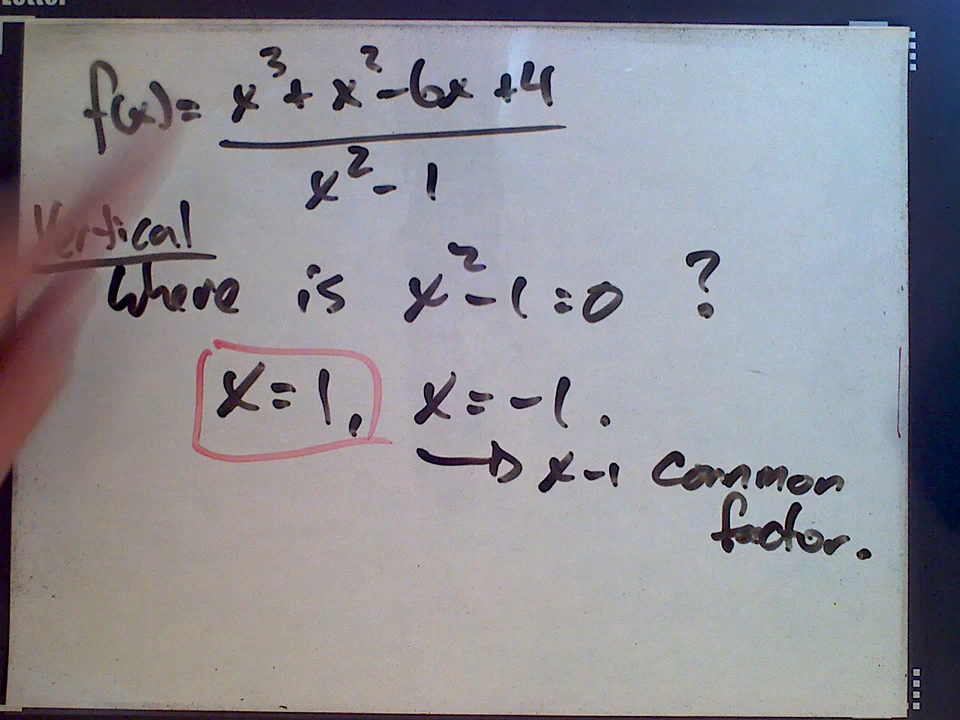 f(x) = x³ + x² - 6x + 4
x² - 1
Vertical
Where is x² - 1 = 0 ?
x = 1, x = -1.
→ x - 1 common
factor.